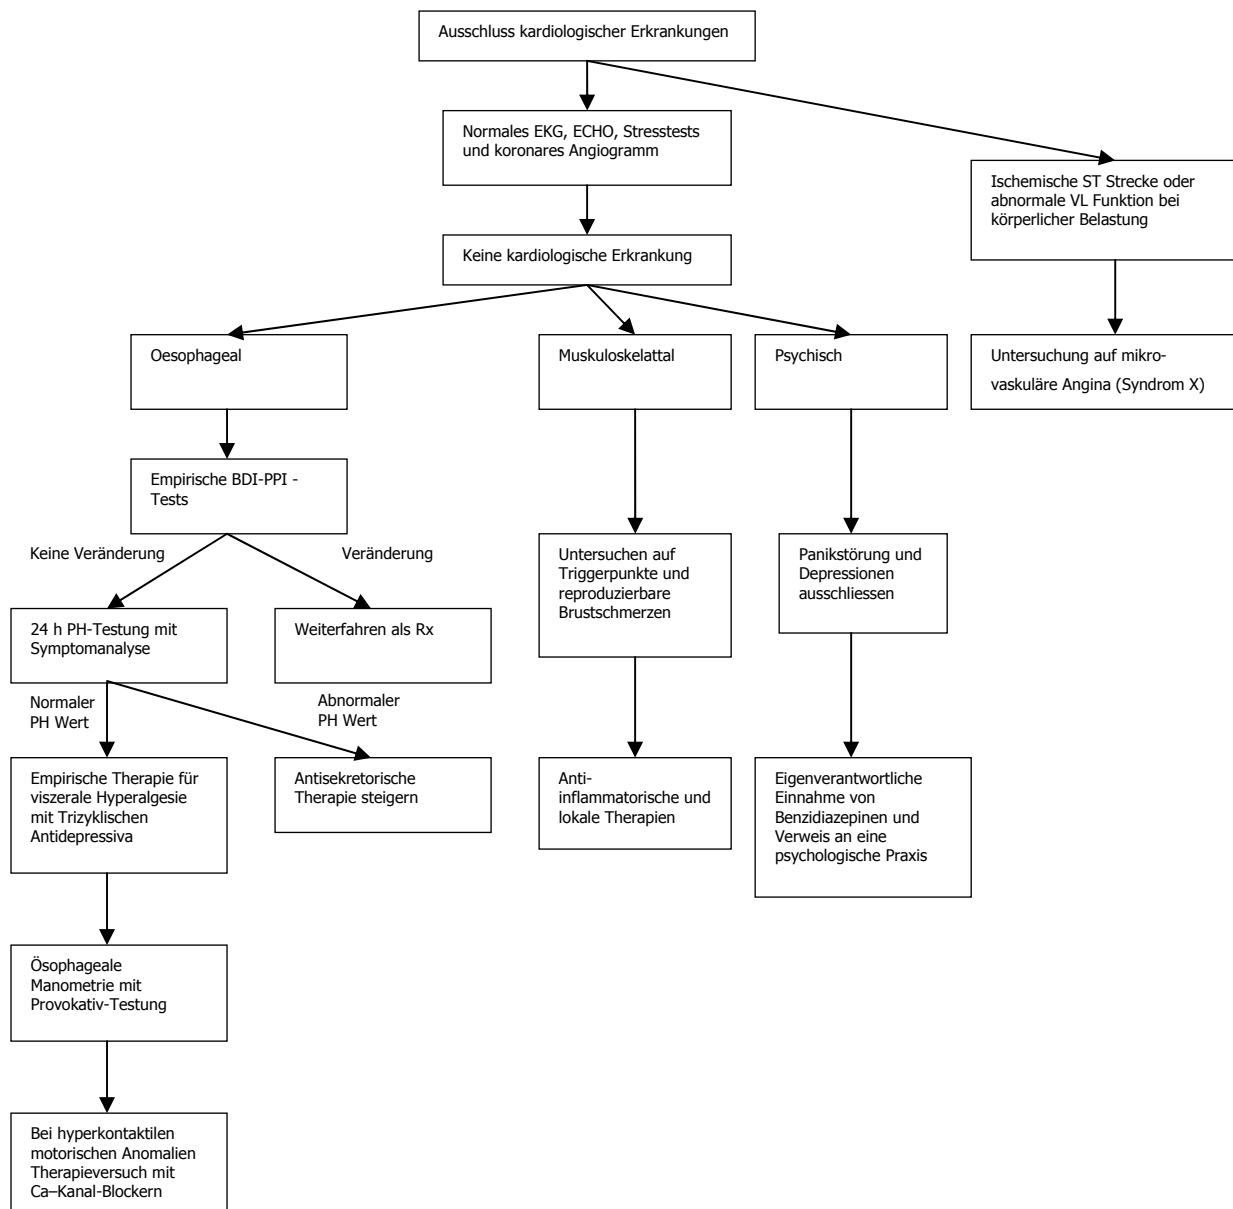 Ausschluss kardiologischer Erkrankungen
Normales EKG, ECHO, Stresstests
und koronares Angiogramm
Ischemische ST Strecke oder
abnormale VL Funktion bei
körperlicher Belastung
Keine kardiologische Erkrankung
Oesophageal
Muskuloskelattal
Psychisch
Untersuchung auf mikro-
vaskuläre Angina (Syndrom X)
Empirische BDI-PPI -
Tests
Keine Veränderung
Veränderung
Untersuchen auf
Triggerpunkte und
reproduzierbare
Brustschmerzen
Panikstörung und
Depressionen
ausschliessen
24 h PH-Testung mit
Symptomanalyse
Weiterfahren als Rx
Normaler
PH Wert
Abnormaler
PH Wert
Empirische Therapie für
viszerale Hyperalgesie
mit Trizyklischen
Antidepressiva
Antisekretorische
Therapie steigern
Anti-
inflammatorische und
lokale Therapien
Eigenverantwortliche
Einnahme von
Benzidiazepinen und
Verweis an eine
psychologische Praxis
Ösophageale
Manometrie mit
Provokativ-Testung
Bei hyperkontaktilen
motorischen Anomalien
Therapieversuch mit
Ca–Kanal-Blockern